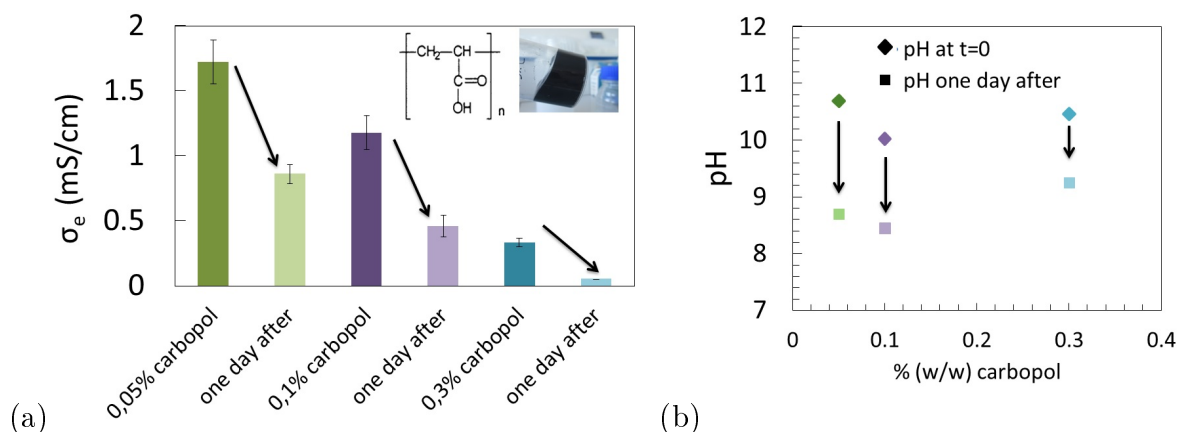 2
1.5
1
0.5
0
σe (mS/cm)
CH2 CH
C=O
OH
n
0,05% carbopol
one day after
0,1% carbopol
one day after
0,3% carbopol
one day after
(a)
12
11
10
9
8
7
pH
pH at t=0
pH one day after
0 0.1 0.2 0.3 0.4
% (w/w) carbopol
(b)